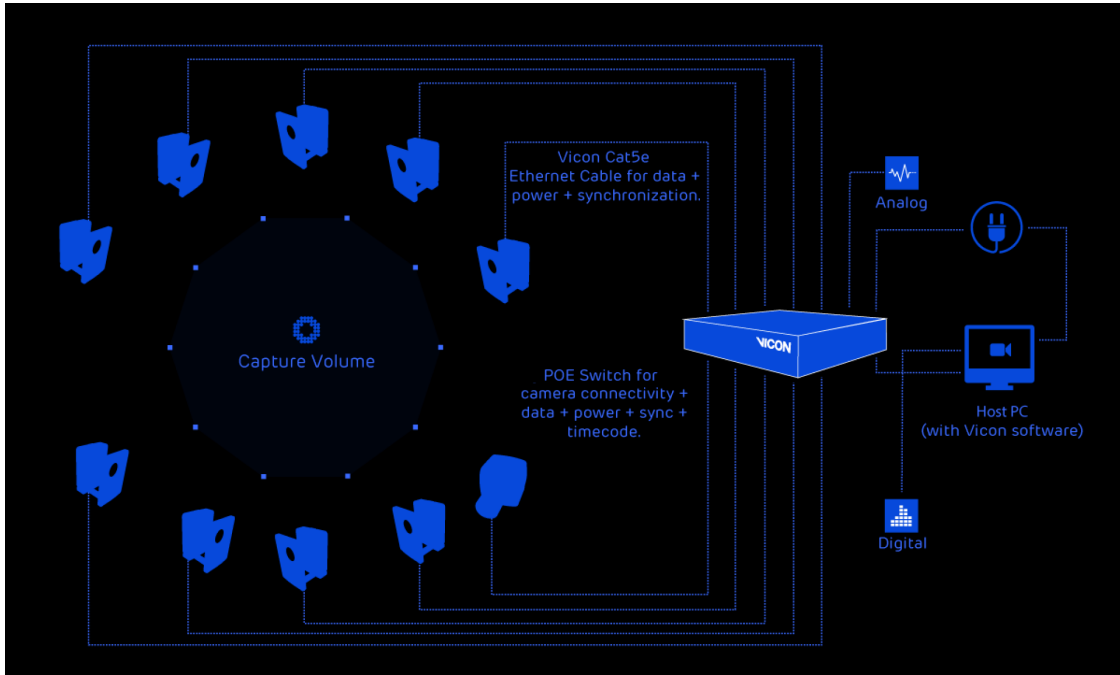 Vicon Cat5e
Ethernet Cable for data +
power + synchronization.
Analog
VICON
Capture Volume
POE Switch for
camera connectivity +
data + power + sync +
timecode.
Host PC
(with Vicon software)
Digital